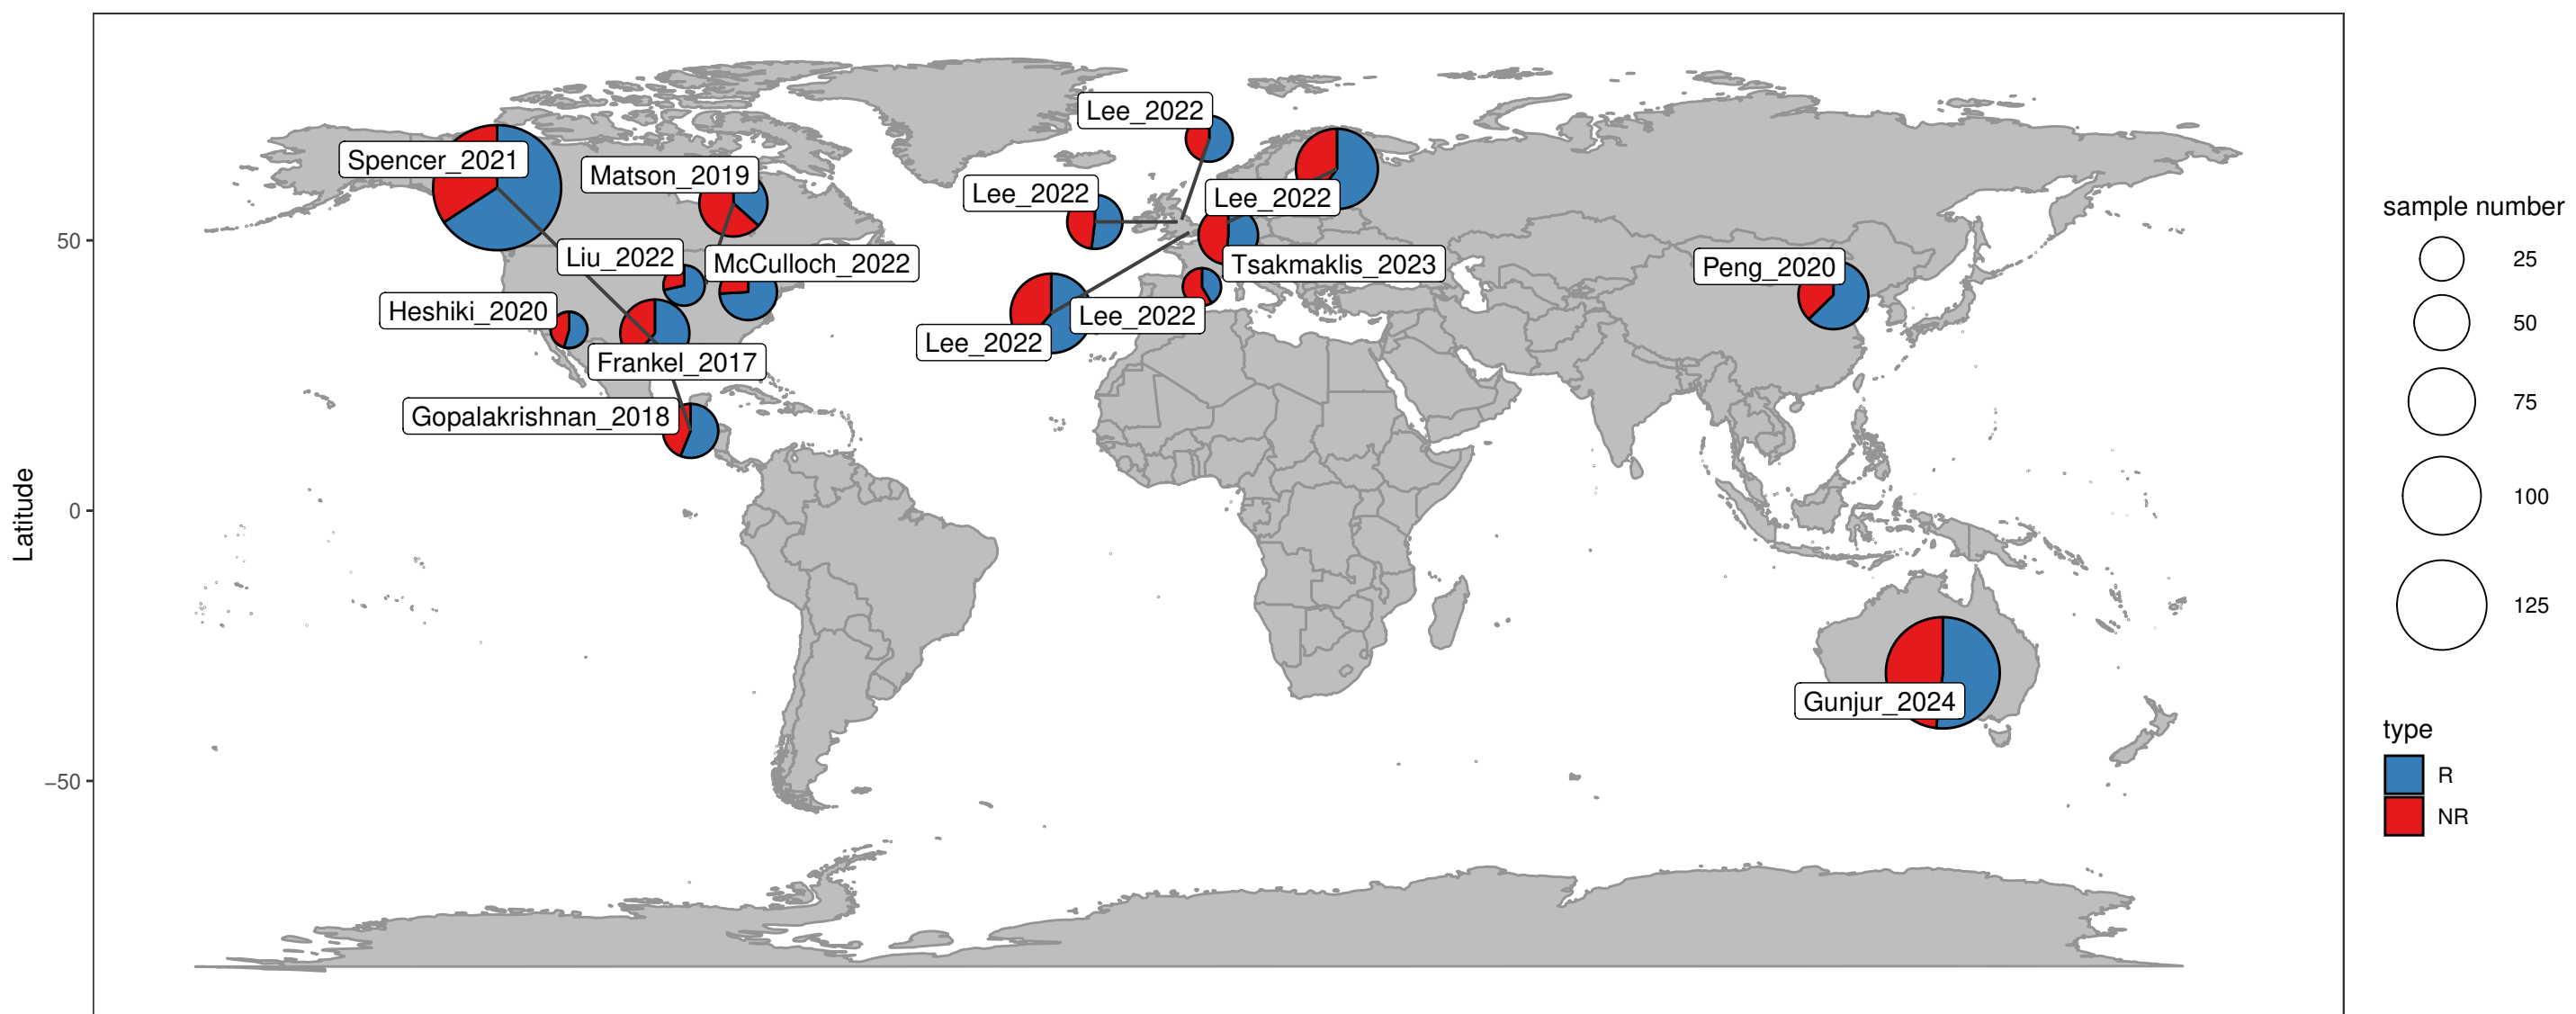 Lee_2022
Spencer_2021
Matson_2019
Lee_2022
Lee_2022
Liu_2022
McCulloch_2022
Tsakmaklis_2023
Peng_2020
Heshiki_2020
Lee_2022
Lee_2022
Frankel_2017
Gopalakrishnan_2018
Gunjur_2024
Latitude
50
0
−50
sample number
25
50
75
100
125
type
R
NR